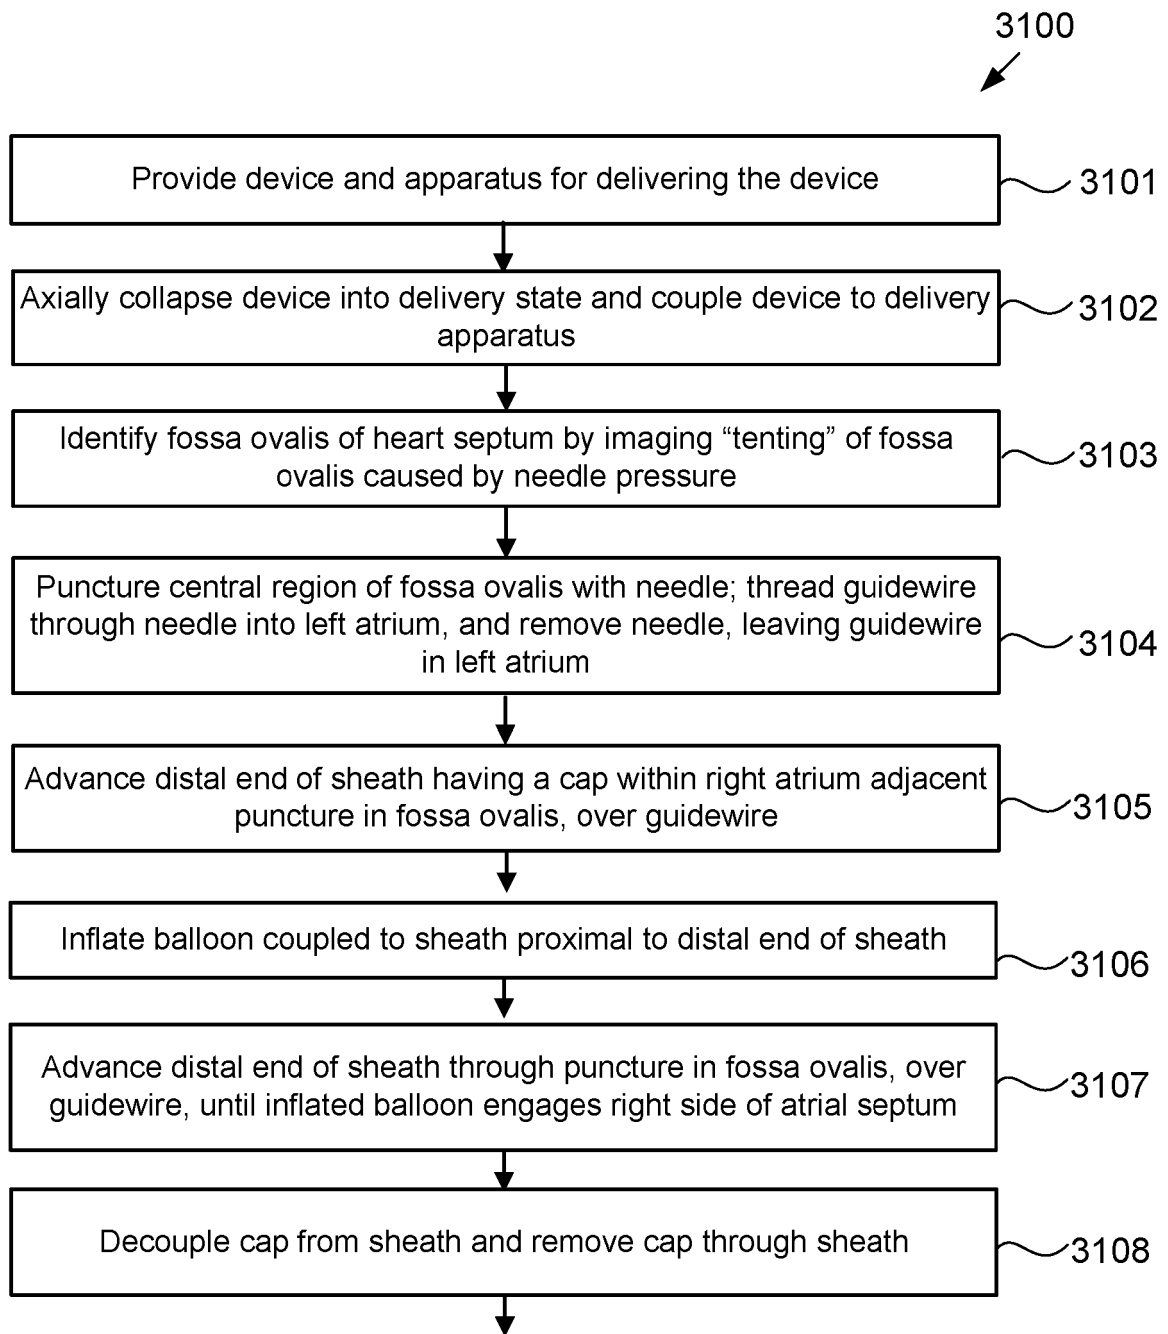 3100
Provide device and apparatus for delivering the device
3101
Axially collapse device into delivery state and couple device to delivery
apparatus
3102
Identify fossa ovalis of heart septum by imaging “tenting” of fossa
ovalis caused by needle pressure
3103
Puncture central region of fossa ovalis with needle; thread guidewire
through needle into left atrium, and remove needle, leaving guidewire
in left atrium
3104
Advance distal end of sheath having a cap within right atrium adjacent
puncture in fossa ovalis, over guidewire
3105
Inflate balloon coupled to sheath proximal to distal end of sheath
3106
Advance distal end of sheath through puncture in fossa ovalis, over
guidewire, until inflated balloon engages right side of atrial septum
3107
Decouple cap from sheath and remove cap through sheath
3108